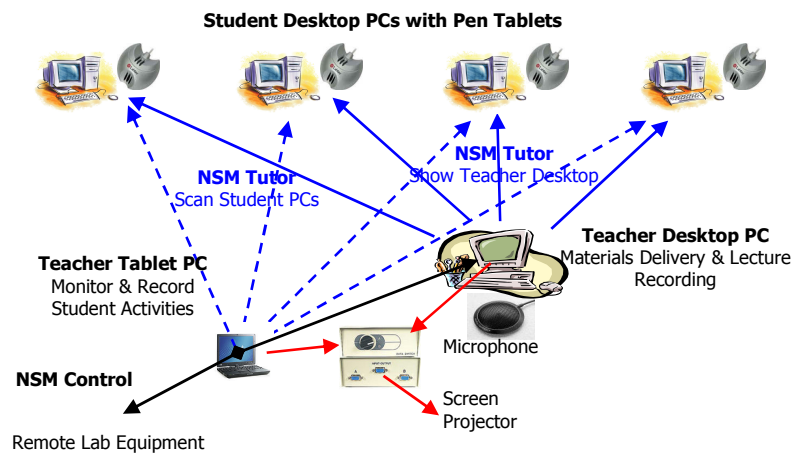 Student Desktop PCs with Pen Tablets
NSM Tutor
Scan Student PCs
NSM Tutor
Show Teacher Desktop
Teacher Desktop PC
Materials Delivery & Lecture
Recording
Teacher Tablet PC
Monitor & Record
Student Activities
Microphone
NSM Control
A
B
Screen
Projector
Remote Lab Equipment